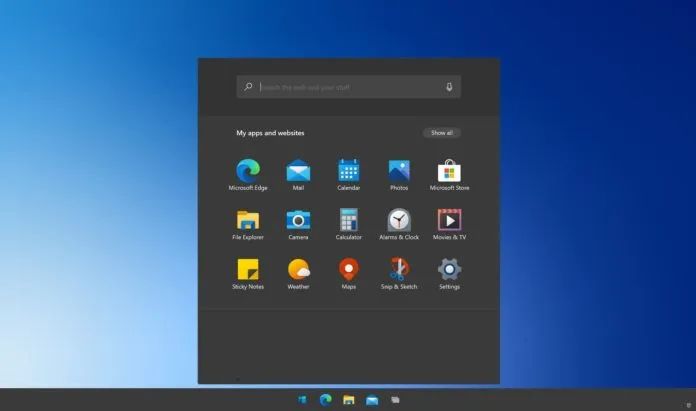 Search the web and your stuff
My apps and websites Show all
Microsoft Edge Mail Calendar Photos Microsoft Store
File Explorer Camera Calculator Alarms & Clock Movies & TV
Sticky Notes Weather Maps Snip & Sketch Settings